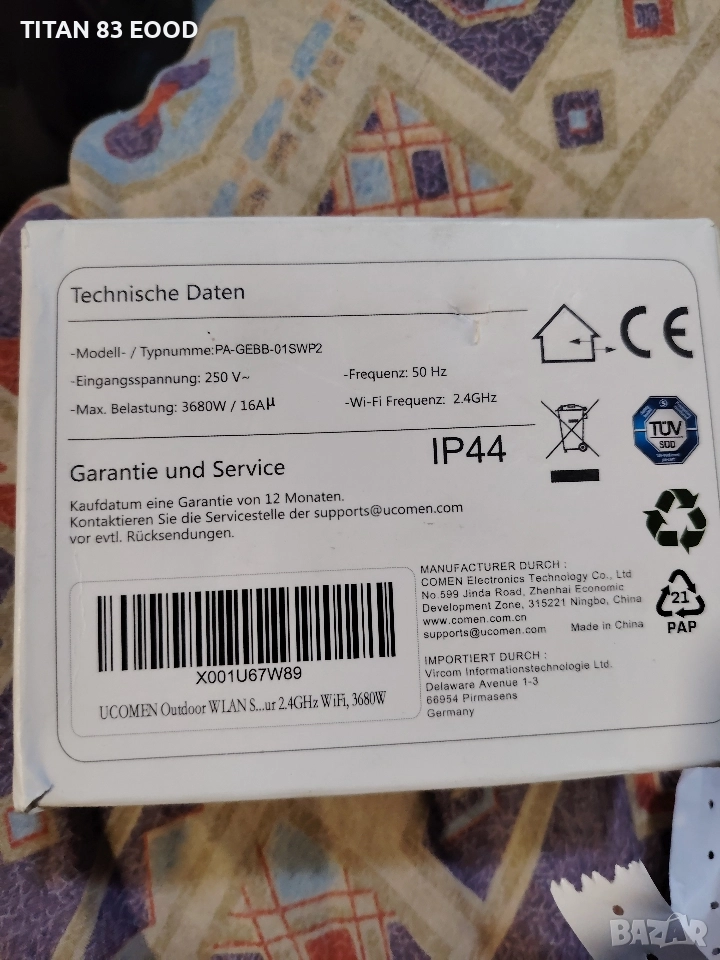 TITAN 83 EOOD
Technische Daten
-Modell- / Typnumme:PA-GEBB-01SWP2
-Eingangsspannung: 250 V~
-Frequenz: 50 Hz
-Max. Belastung: 3680W / 16Aµ
-Wi-Fi Frequenz: 2.4GHz
CE
IP44
TÜV
SÜD
Garantie und Service
Kaufdatum eine Garantie von 12 Monaten.
Kontaktieren Sie die Servicestelle der supports@ucomen.com
vor evtl. Rücksendungen.
MANUFACTURER DURCH :
COMEN Electronics Technology Co., Ltd
No.599 Jinda Road, Zhenhai Economic
Development Zone, 315221 Ningbo, China
www.comen.com.cn
supports@ucomen.com Made in China
21
PAP
IMPORTIERT DURCH :
Vircom Informationstechnologie Ltd.
Delaware Avenue 1-3
66954 Pirmasens
Germany
X001U67W89
UCOMEN Outdoor WLAN S...ur 2.4GHz WiFi, 3680W
BAZAR